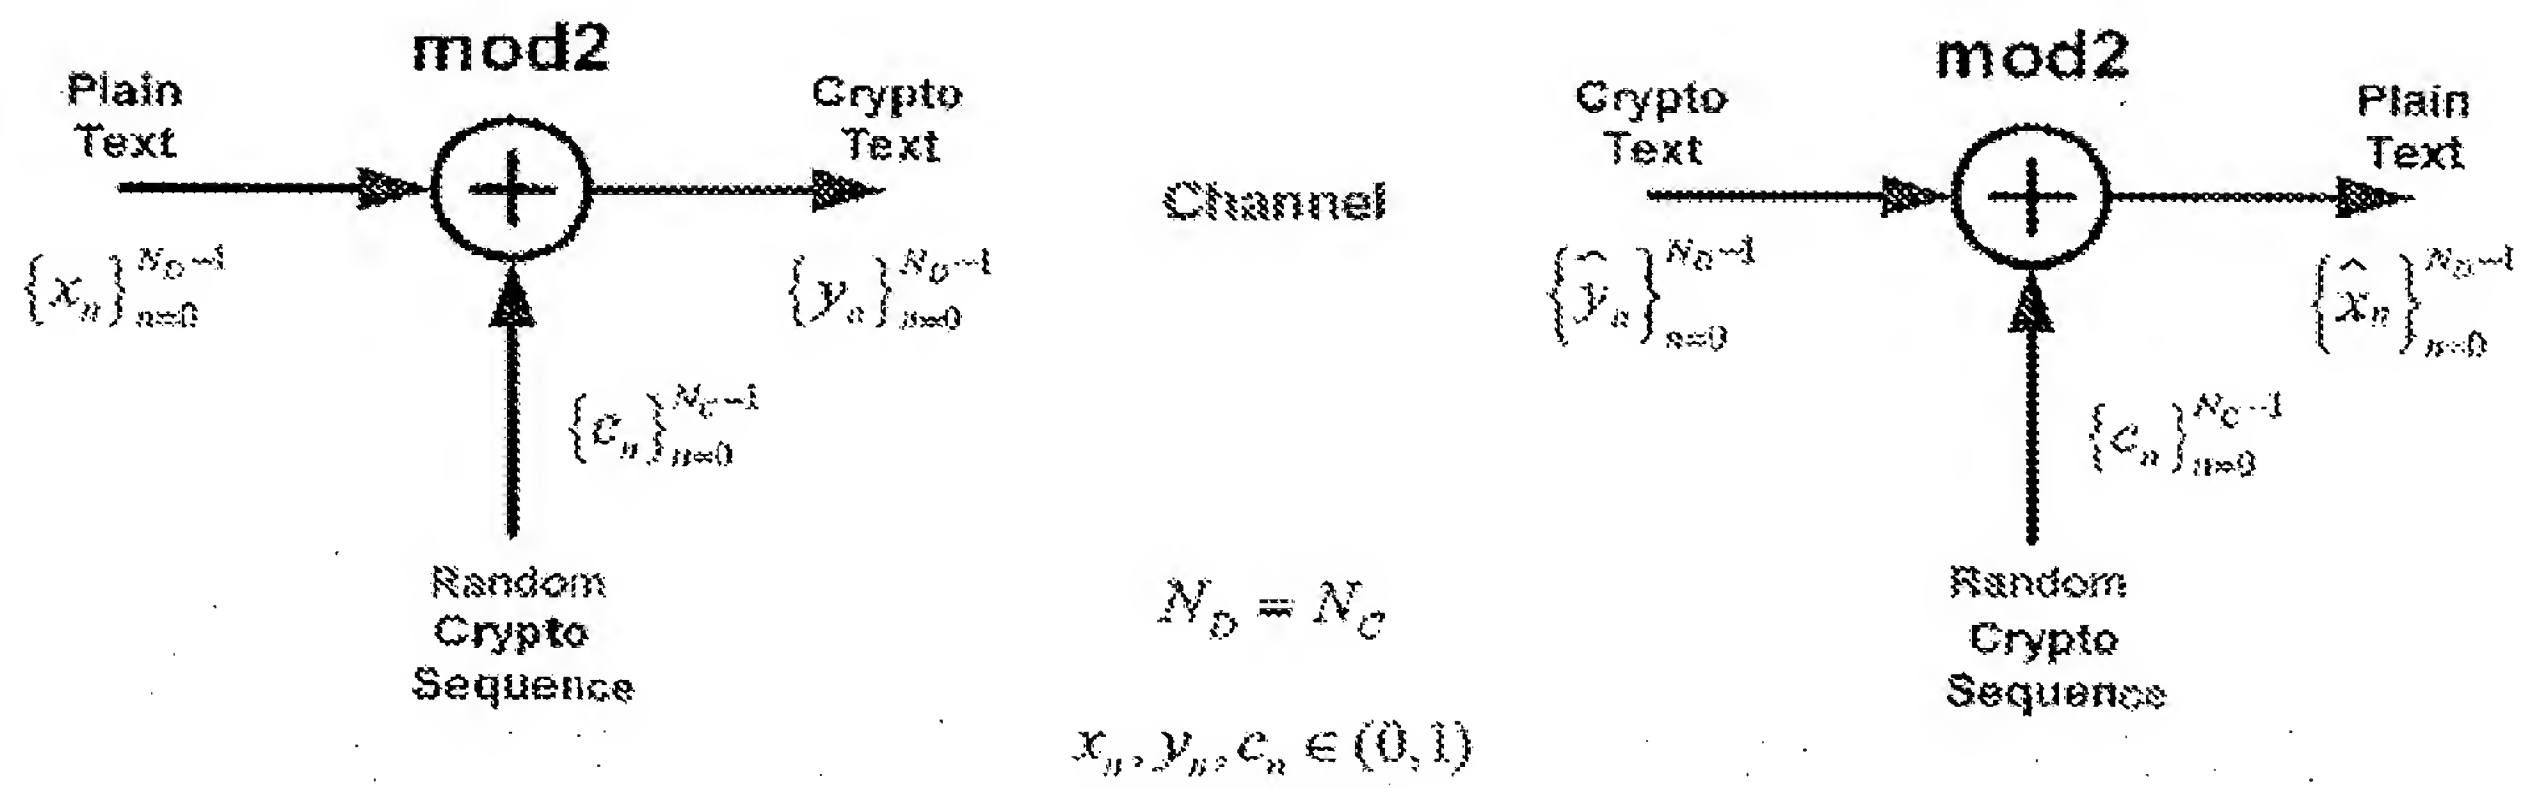 mod2
Plain
Text
Crypto
Text
{x_n}_{n=0}^{N_D-1}
{y_n}_{n=0}^{N_D-1}
{c_n}_{n=0}^{N_C-1}
Random
Crypto
Sequence
Channel
N_D = N_C
x_n, y_n, c_n ∈ (0,1)
mod2
Crypto
Text
Plain
Text
{ŷ_n}_{n=0}^{N_D-1}
{x̂_n}_{n=0}^{N_D-1}
{c_n}_{n=0}^{N_C-1}
Random
Crypto
Sequence